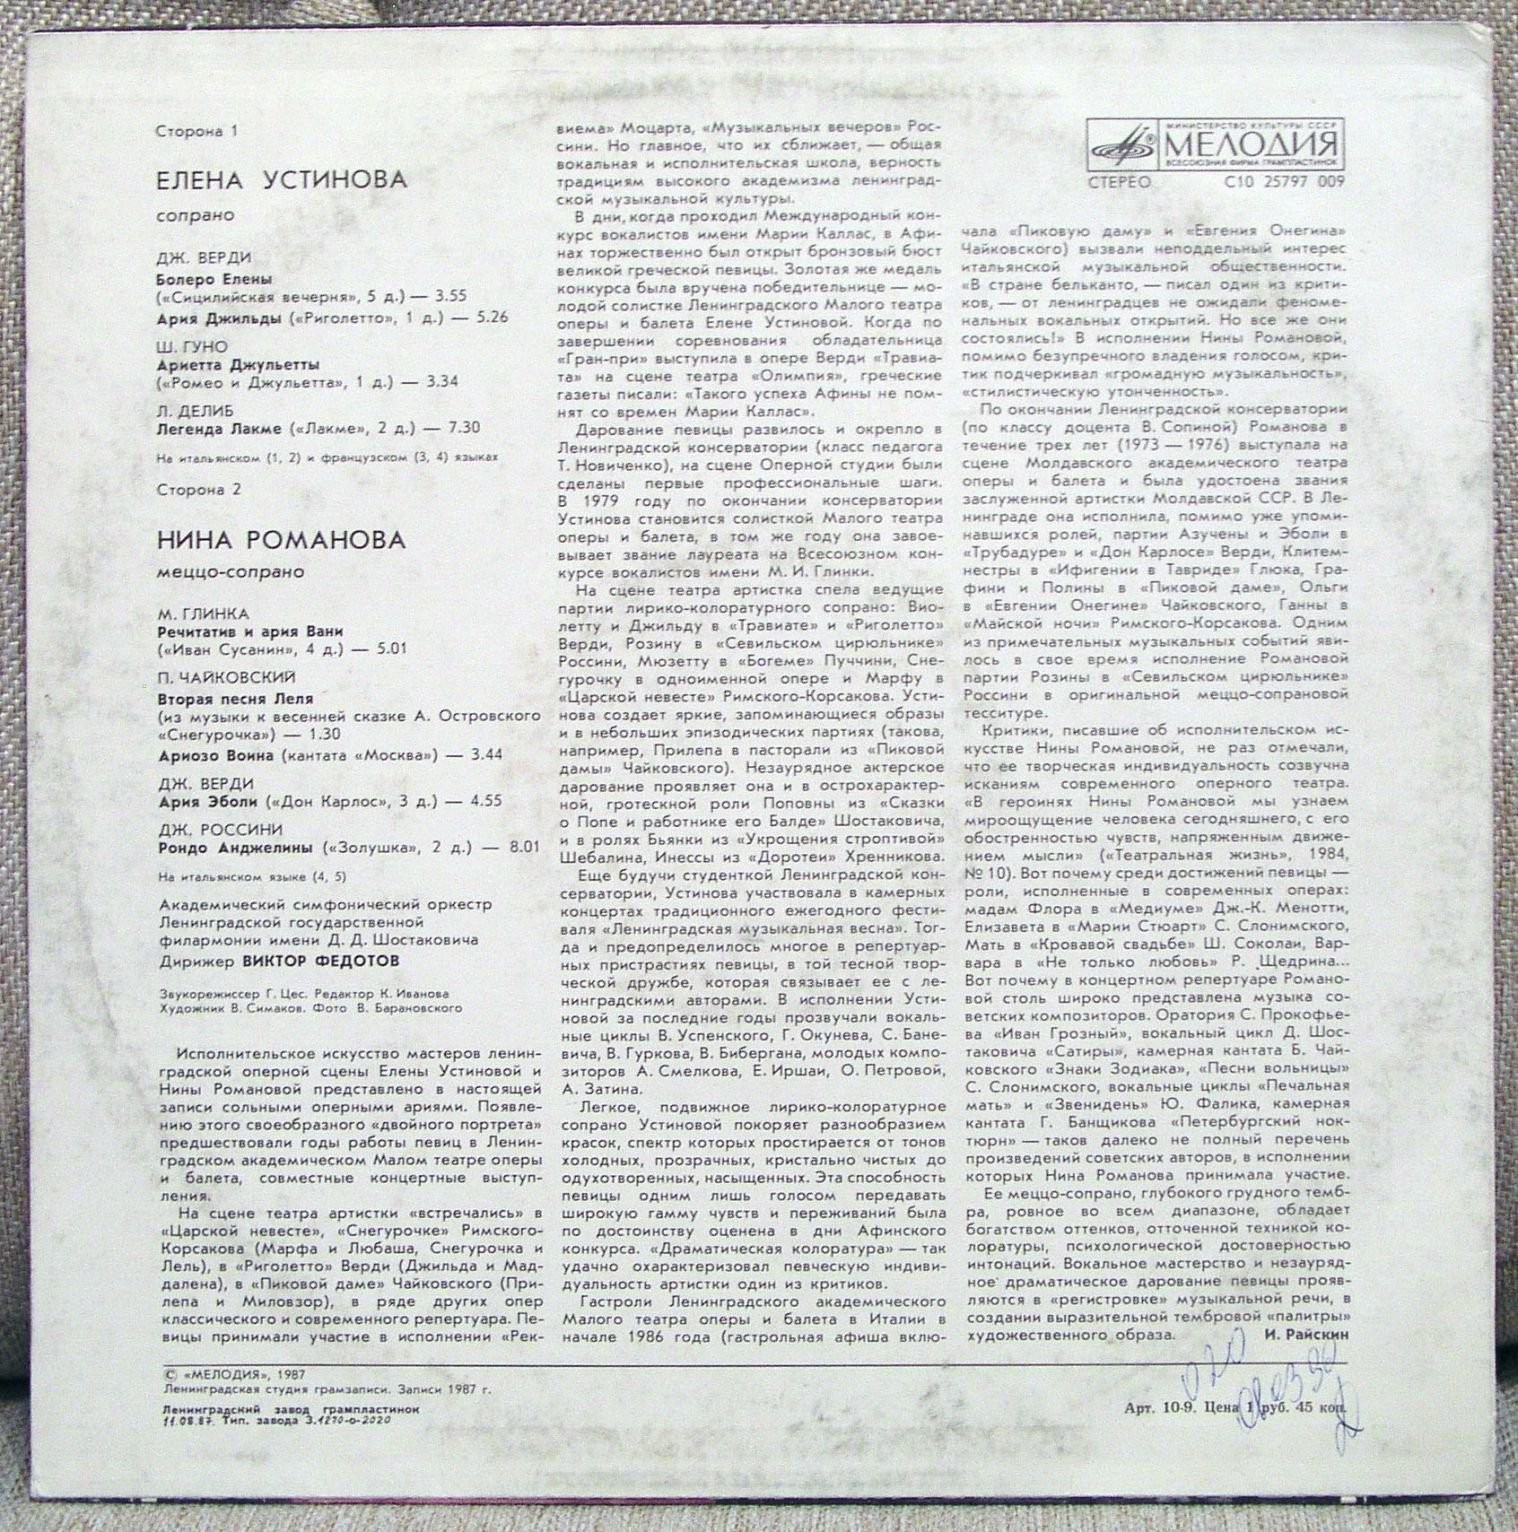 Сторона 1
ЕЛЕНА УСТИНОВА
сопрано
ДЖ. ВЕРДИ
Болеро Елены
(«Сицилийская вечерня», 5 д.) — 3.55
Ария Джильды («Риголетто», 1 д.) — 5.26
Ш. ГУНО
Ариетта Джульетты
(«Ромео и Джульетта», 1 д.) — 3.34
Л. ДЕЛИБ
Легенда Лакме («Лакме», 2 д.) — 7.30
На итальянском (1, 2) и французском (3, 4) языках
Сторона 2
НИНА РОМАНОВА
меццо-сопрано
М. ГЛИНКА
Речитатив и ария Вани
(«Иван Сусанин», 4 д.) — 5.01
П. ЧАЙКОВСКИЙ
Вторая песня Леля
(из музыки к весенней сказке А. Островского
«Снегурочка») — 1.30
Ариозо Воина (кантата «Москва») — 3.44
ДЖ. ВЕРДИ
Ария Эболи («Дон Карлос», 3 д.) — 4.55
ДЖ. РОССИНИ
Рондо Анджелины («Золушка», 2 д.) — 8.01
На итальянском языке (4, 5)
Академический симфонический оркестр
Ленинградской государственной
филармонии имени Д. Д. Шостаковича
Дирижер ВИКТОР ФЕДОТОВ
Звукорежиссер Г. Цес. Редактор К. Иванова
Художник В. Симаков. Фото В. Барановского
Исполнительское искусство мастеров ленин-
градской оперной сцены Елены Устиновой и
Нины Романовой представлено в настоящей
записи сольными оперными ариями. Появле-
нию этого своеобразного «двойного портрета»
предшествовали годы работы певиц в Ленин-
градском академическом Малом театре оперы
и балета, совместные концертные выступ-
ления.
На сцене театра артистки «встречались» в
«Царской невесте», «Снегурочке» Римского-
Корсакова (Марфа и Любаша, Снегурочка и
Лель), в «Риголетто» Верди (Джильда и Мад-
далена), в «Пиковой даме» Чайковского (При-
лепа и Миловзор), в ряде других опер
классического и современного репертуара. Пе-
вицы принимали участие в исполнении «Рек-
виема» Моцарта, «Музыкальных вечеров» Рос-
сини. Но главное, что их сближает, — общая
вокальная и исполнительская школа, верность
традициям высокого академизма ленинград-
ской музыкальной культуры.
В дни, когда проходил Международный кон-
курс вокалистов имени Марии Каллас, в Афи-
нах торжественно был открыт бронзовый бюст
великой греческой певицы. Золотая же медаль
конкурса была вручена победительнице — мо-
лодой солистке Ленинградского Малого театра
оперы и балета Елене Устиновой. Когда по
завершении соревнования обладательница
«Гран-при» выступила в опере Верди «Травиа-
та» на сцене театра «Олимпия», греческие
газеты писали: «Такого успеха Афины не пом-
нят со времен Марии Каллас».
Дарование певицы развилось и окрепло в
Ленинградской консерватории (класс педагога
Т. Новиченко), на сцене Оперной студии были
сделаны первые профессиональные шаги.
В 1979 году по окончании консерватории
Устинова становится солисткой Малого театра
оперы и балета, в том же году она завое-
вывает звание лауреата на Всесоюзном кон-
курсе вокалистов имени М. И. Глинки.
На сцене театра артистка спела ведущие
партии лирико-колоратурного сопрано: Вио-
летту и Джильду в «Травиате» и «Риголетто»
Верди, Розину в «Севильском цирюльнике»
Россини, Мюзетту в «Богеме» Пуччини, Сне-
гурочку в одноименной опере и Марфу в
«Царской невесте» Римского-Корсакова. Усти-
нова создает яркие, запоминающиеся образы
и в небольших эпизодических партиях (такова,
например, Прилепа в пасторали из «Пиковой
дамы» Чайковского). Незаурядное актерское
дарование проявляет она и в острохарактер-
ной, гротескной роли Поповны из «Сказки
о Попе и работнике его Балде» Шостаковича,
и в ролях Бьянки из «Укрощения строптивой»
Шебалина, Инессы из «Доротеи» Хренникова.
Еще будучи студенткой Ленинградской кон-
серватории, Устинова участвовала в камерных
концертах традиционного ежегодного фести-
валя «Ленинградская музыкальная весна». Тог-
да и предопределилось многое в репертуар-
ных пристрастиях певицы, в той тесной твор-
ческой дружбе, которая связывает ее с ле-
нинградскими авторами. В исполнении Усти-
новой за последние годы прозвучали вокаль-
ные циклы В. Успенского, Г. Окунева, С. Бане-
вича, В. Гуркова, В. Бибергана, молодых компо-
зиторов А. Смелкова, Е. Иршаи, О. Петровой,
А. Затина.
Легкое, подвижное лирико-колоратурное
сопрано Устиновой покоряет разнообразием
красок, спектр которых простирается от тонов
холодных, прозрачных, кристально чистых до
одухотворенных, насыщенных. Эта способность
певицы одним лишь голосом передавать
широкую гамму чувств и переживаний была
по достоинству оценена в дни Афинского
конкурса. «Драматическая колоратура» — так
удачно охарактеризовал певческую индиви-
дуальность артистки один из критиков.
Гастроли Ленинградского академического
Малого театра оперы и балета в Италии в
начале 1986 года (гастрольная афиша вклю-
МИНИСТЕРСТВО КУЛЬТУРЫ СССР
МЕЛОДИЯ
ВСЕСОЮЗНАЯ ФИРМА ГРАМПЛАСТИНОК
СТЕРЕО С10 25797 009
чала «Пиковую даму» и «Евгения Онегина»
Чайковского) вызвали неподдельный интерес
итальянской музыкальной общественности.
«В стране бельканто, — писал один из крити-
ков, — от ленинградцев не ожидали феноме-
нальных вокальных открытий. Но все же они
состоялись!» В исполнении Нины Романовой,
помимо безупречного владения голосом, кри-
тик подчеркивал «громадную музыкальность»,
«стилистическую утонченность».
По окончании Ленинградской консерватории
(по классу доцента В. Сопиной) Романова в
течение трех лет (1973 — 1976) выступала на
сцене Молдавского академического театра
оперы и балета и была удостоена звания
заслуженной артистки Молдавской ССР. В Ле-
нинграде она исполнила, помимо уже упоми-
навшихся ролей, партии Азучены и Эболи в
«Трубадуре» и «Дон Карлосе» Верди, Клитем-
нестры в «Ифигении в Тавриде» Глюка, Гра-
фини и Полины в «Пиковой даме», Ольги
в «Евгении Онегине» Чайковского, Ганны в
«Майской ночи» Римского-Корсакова. Одним
из примечательных музыкальных событий яви-
лось в свое время исполнение Романовой
партии Розины в «Севильском цирюльнике»
Россини в оригинальной меццо-сопрановой
тесситуре.
Критики, писавшие об исполнительском ис-
кусстве Нины Романовой, не раз отмечали,
что ее творческая индивидуальность созвучна
исканиям современного оперного театра.
«В героинях Нины Романовой мы узнаем
мироощущение человека сегодняшнего, с его
обостренностью чувств, напряженным движе-
нием мысли» («Театральная жизнь», 1984,
№ 10). Вот почему среди достижений певицы —
роли, исполненные в современных операх:
мадам Флора в «Медиуме» Дж.-К. Менотти,
Елизавета в «Марии Стюарт» С. Слонимского,
Мать в «Кровавой свадьбе» Ш. Соколаи, Вар-
вара в «Не только любовь» Р. Щедрина...
Вот почему в концертном репертуаре Романо-
вой столь широко представлена музыка со-
ветских композиторов. Оратория С. Прокофье-
ва «Иван Грозный», вокальный цикл Д. Шос-
таковича «Сатиры», камерная кантата Б. Чай-
ковского «Знаки Зодиака», «Песни вольницы»
С. Слонимского, вокальные циклы «Печальная
мать» и «Звенидень» Ю. Фалика, камерная
кантата Г. Банщикова «Петербургский нок-
тюрн» — таков далеко не полный перечень
произведений советских авторов, в исполнении
которых Нина Романова принимала участие.
Ее меццо-сопрано, глубокого грудного темб-
ра, ровное во всем диапазоне, обладает
богатством оттенков, отточенной техникой ко-
лоратуры, психологической достоверностью
интонаций. Вокальное мастерство и незауряд-
ное драматическое дарование певицы прояв-
ляются в «регистровке» музыкальной речи, в
создании выразительной тембровой «палитры»
художественного образа. И. Райскин
© «МЕЛОДИЯ», 1987
Ленинградская студия грамзаписи. Записи 1987 г.
Ленинградский завод грампластинок
11.08.87. Тип. завода З.1270-о-2020
Арт. 10-9. Цена 1 руб. 45 коп.